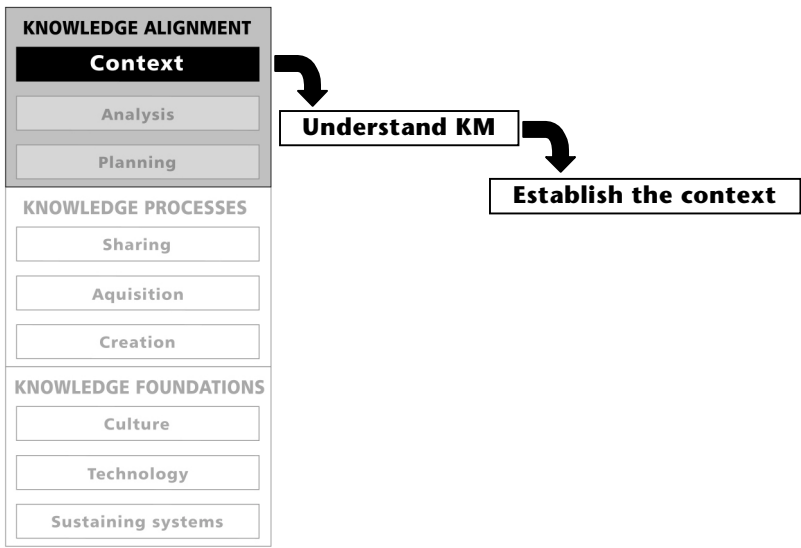 KNOWLEDGE ALIGNMENT
Context
Analysis
Planning
KNOWLEDGE PROCESSES
Sharing
Aquisition
Creation
KNOWLEDGE FOUNDATIONS
Culture
Technology
Sustaining systems
Understand KM
Establish the context